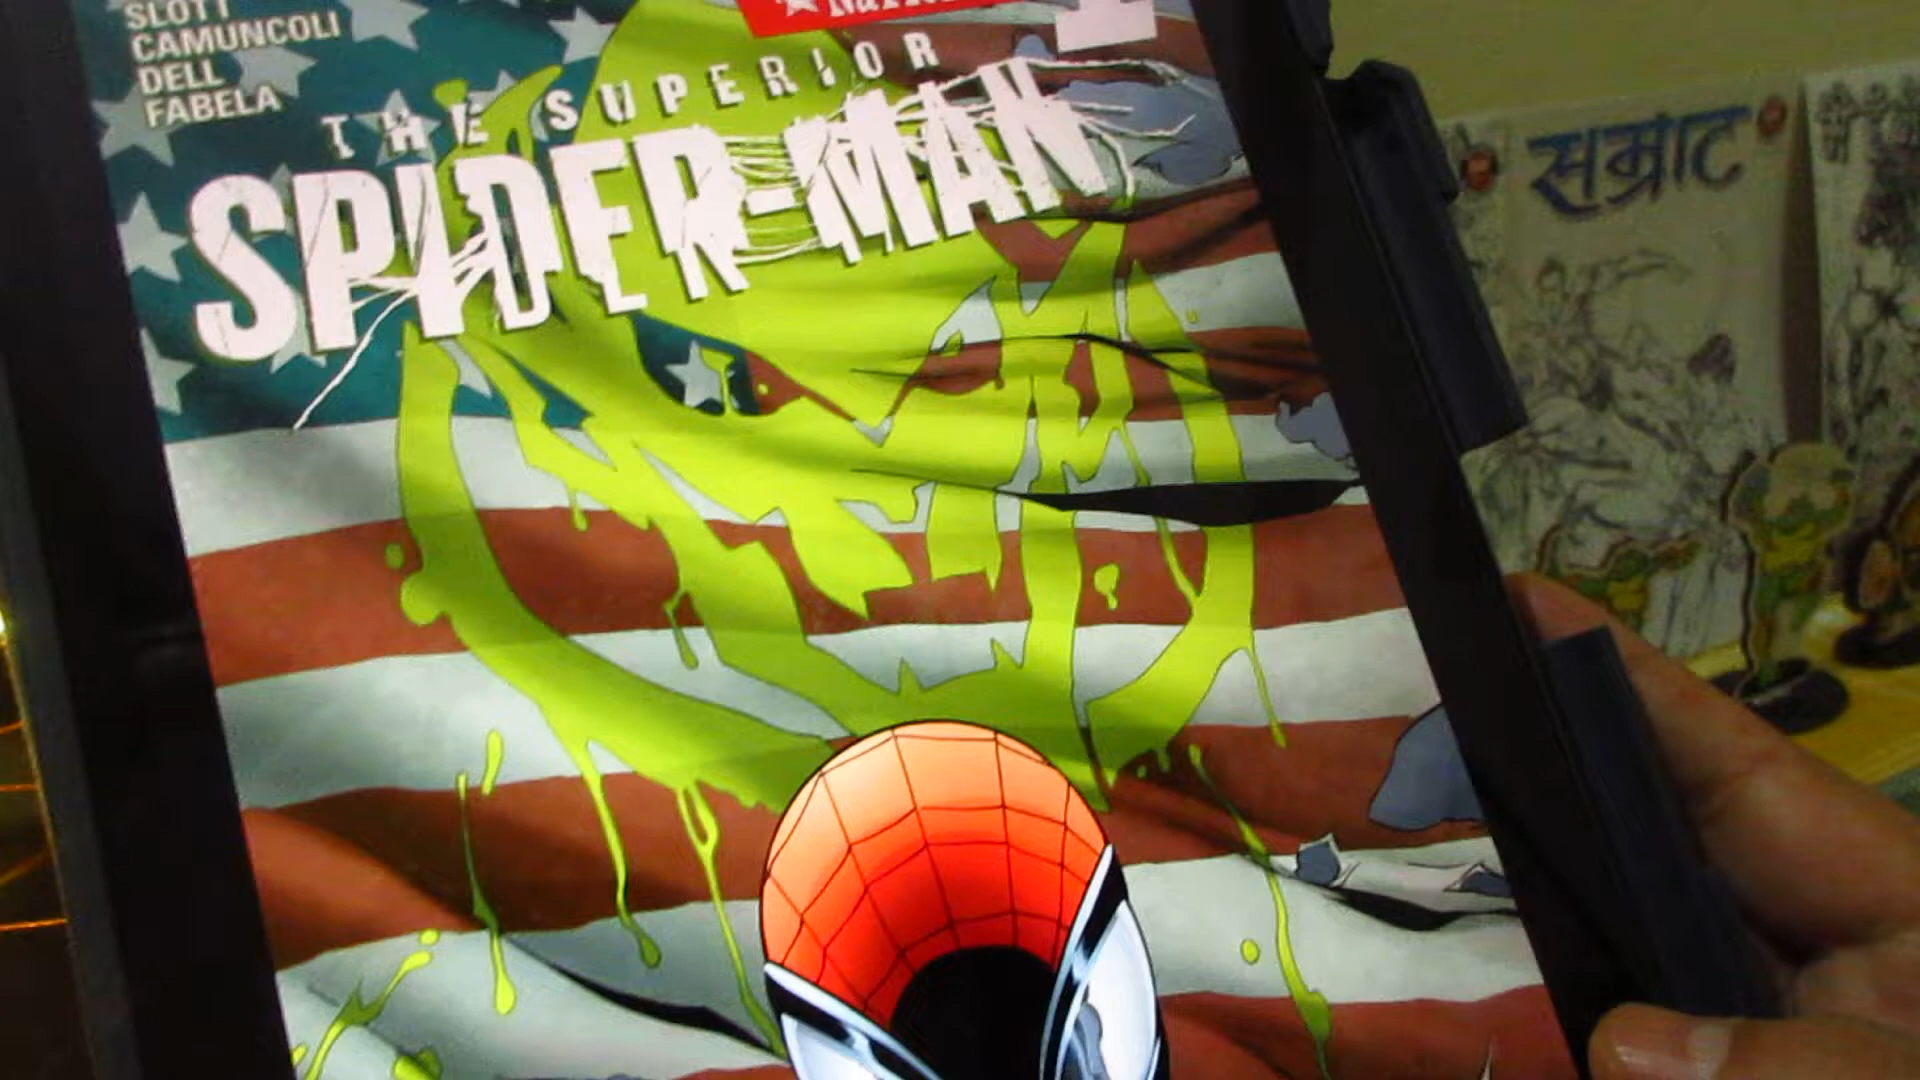 SLOTT
CAMUNCOLI
DELL
FABELA
THE SUPERIOR
SPIDER-MAN
सम्राट